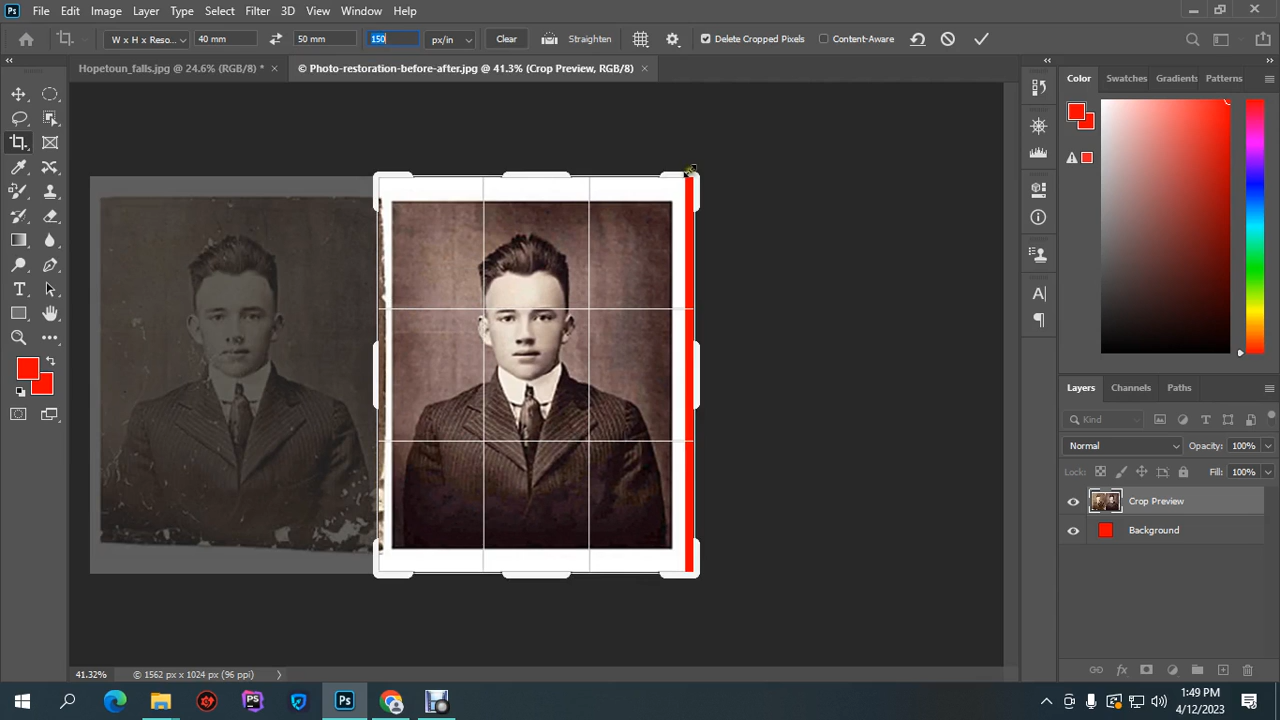 Ps File Edit Image Layer Type Select Filter 3D View Window Help
W x H x Reso... 40 mm 50 mm 150 px/in Clear Straighten Delete Cropped Pixels Content-Aware
Hopetoun_falls.jpg @ 24.6% (RGB/8) * × © Photo-restoration-before-after.jpg @ 41.3% (Crop Preview, RGB/8) ×
Color Swatches Gradients Patterns
Layers Channels Paths
Kind
Normal Opacity: 100%
Lock: Fill: 100%
Crop Preview
Background
41.32% © 1562 px x 1024 px (96 ppi)
PS Ps
1:49 PM
4/12/2023